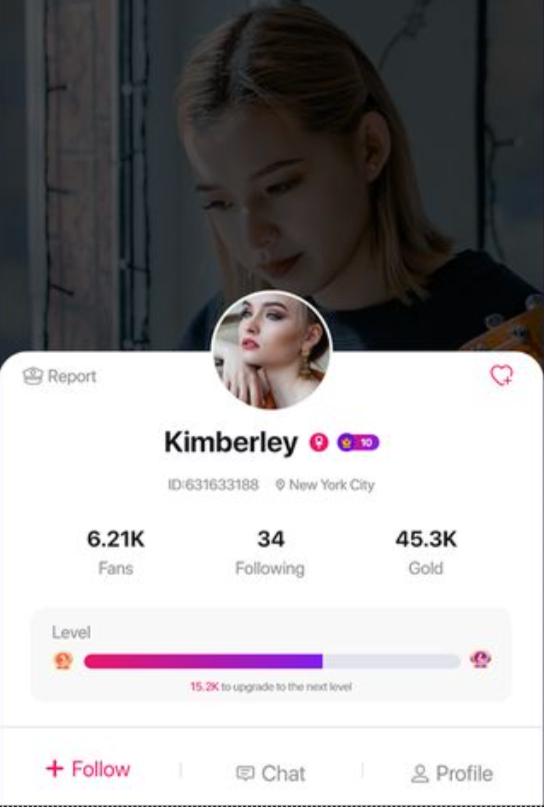 Report
Kimberley 10
ID:631633188 New York City
6.21K 34 45.3K
Fans Following Gold
Level
15.2K to upgrade to the next level
+ Follow Chat Profile